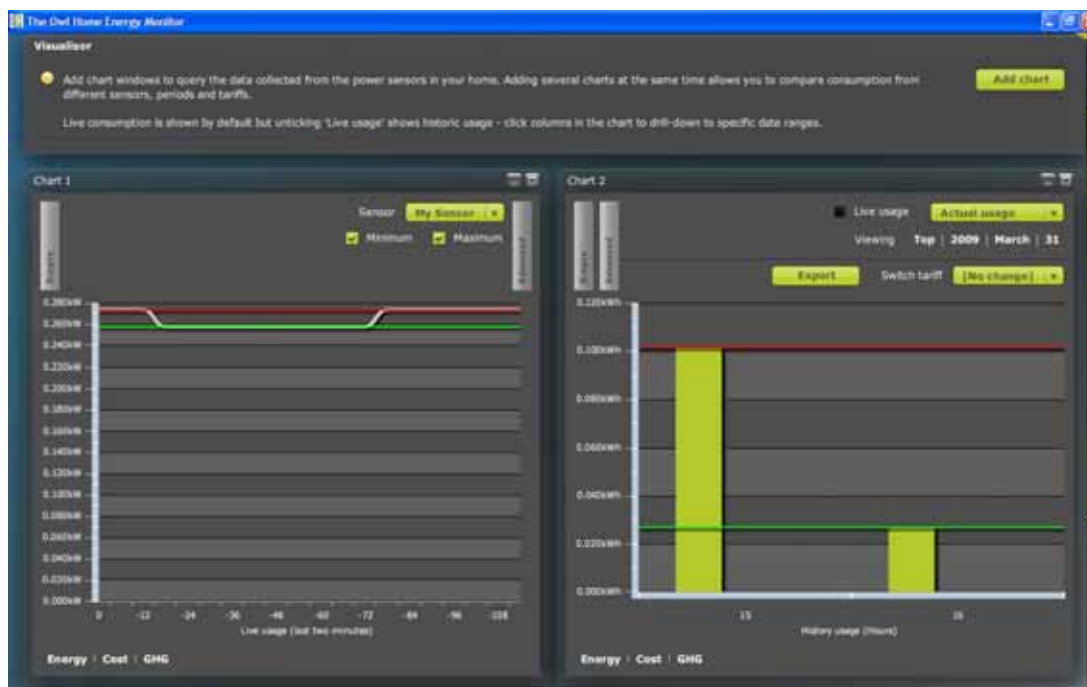 The Owl Home Energy Monitor
Visualiser
Add chart windows to query the data collected from the power sensors in your home. Adding several charts at the same time allows you to compare consumption from
different sensors, periods and tariffs.
Add chart
Live consumption is shown by default but unticking 'Live usage' shows historic usage - click columns in the chart to drill-down to specific date ranges.
Chart 1
Sensor My Sensor
Minimum Maximum
Simple
Advanced
0.280kW
0.260kW
0.240kW
0.220kW
0.200kW
0.180kW
0.160kW
0.140kW
0.120kW
0.100kW
0.080kW
0.060kW
0.040kW
0.020kW
0.000kW
0 -12 -24 -36 -48 -60 -72 -84 -96 -108
Live usage (last two minutes)
Energy | Cost | GHG
Chart 2
Simple
Advanced
Live usage Actual usage
Viewing Top | 2009 | March | 31
Export Switch tariff [No change]
0.120kWh
0.100kWh
0.080kWh
0.060kWh
0.040kWh
0.020kWh
0.000kWh
15 16
History usage (Hours)
Energy | Cost | GHG